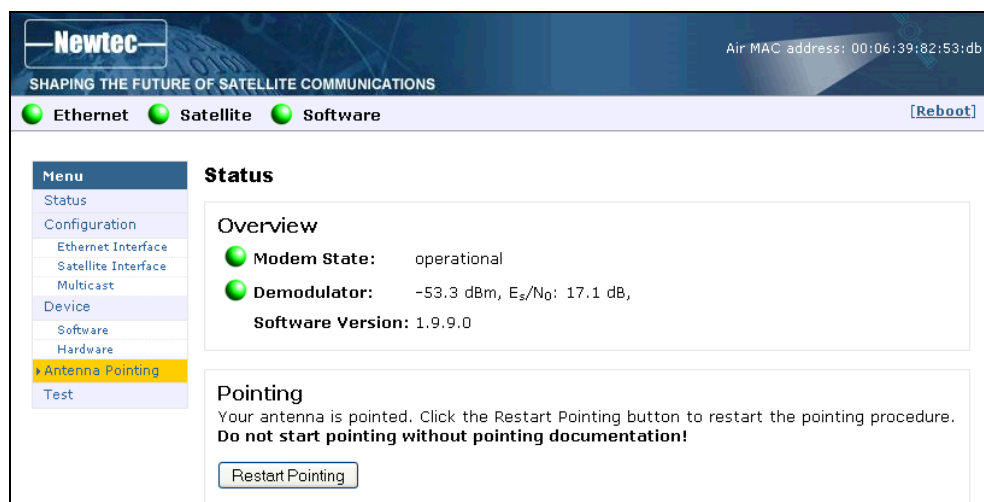 Newtec
Air MAC address: 00:06:39:82:53:db
SHAPING THE FUTURE OF SATELLITE COMMUNICATIONS
Ethernet Satellite Software [Reboot]
Menu
Status
Configuration
Ethernet Interface
Satellite Interface
Multicast
Device
Software
Hardware
Antenna Pointing
Test
Status
Overview
Modem State: operational
Demodulator: -53.3 dBm, Es/N0: 17.1 dB,
Software Version: 1.9.9.0
Pointing
Your antenna is pointed. Click the Restart Pointing button to restart the pointing procedure.
Do not start pointing without pointing documentation!
Restart Pointing